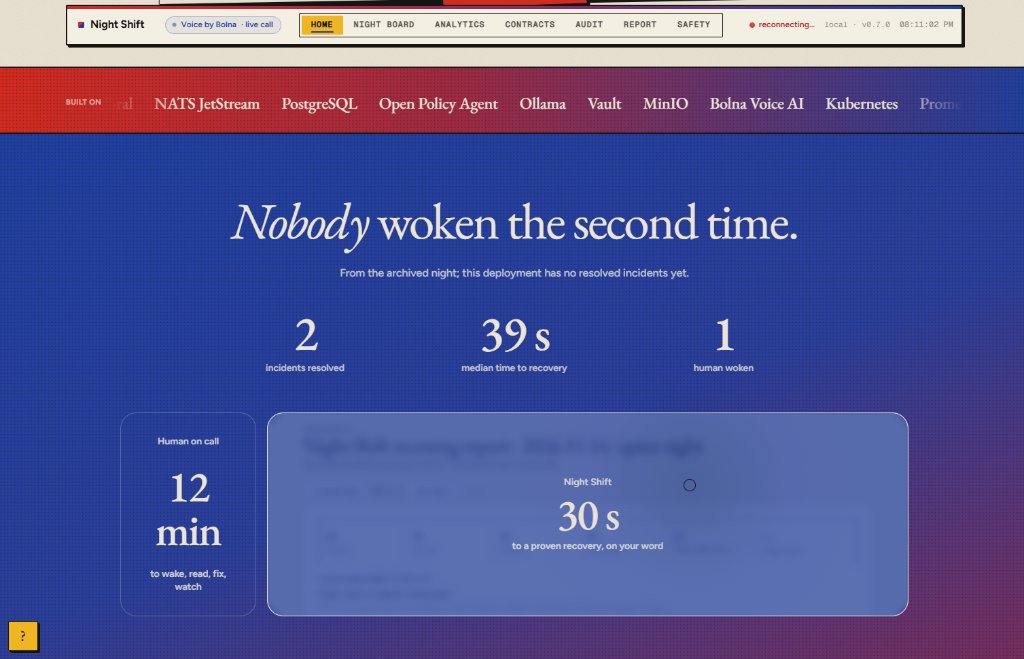 Night Shift
Voice by Bolna · live call
HOME NIGHT BOARD ANALYTICS CONTRACTS AUDIT REPORT SAFETY
reconnecting… local · v0.7.0 08:11:02 PM
BUILT ON
NATS JetStream PostgreSQL Open Policy Agent Ollama Vault MinIO Bolna Voice AI Kubernetes
Nobody woken the second time.
From the archived night; this deployment has no resolved incidents yet.
2 39 s 1
incidents resolved median time to recovery human woken
Human on call
12
min
to wake, read, fix,
watch
Night Shift
30 s
to a proven recovery, on your word
?